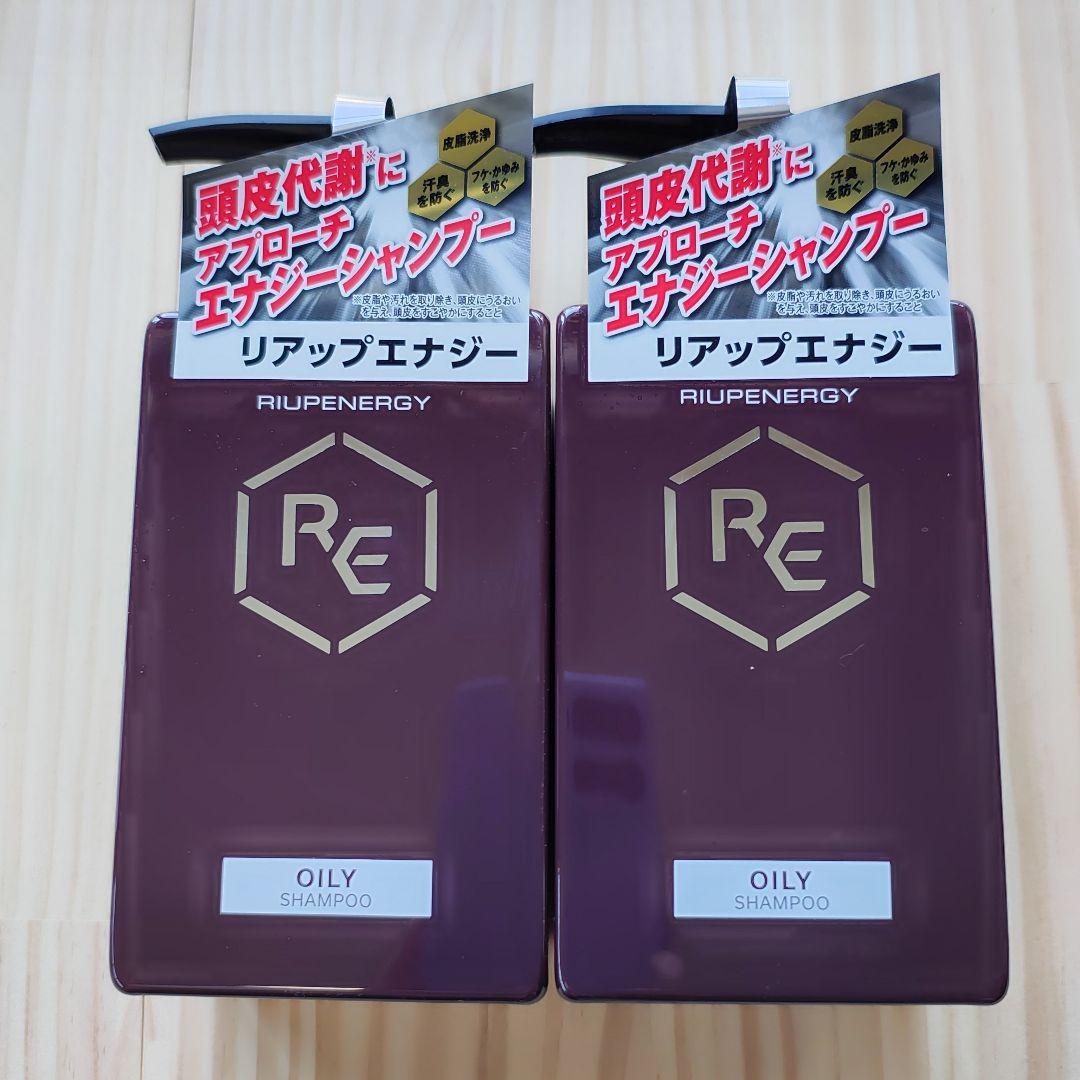 頭皮代謝※に
アプローチ
エナジーシャンプー
皮脂洗浄
汗臭
を防ぐ
フケ・かゆみ
を防ぐ
※皮脂や汚れを取り除き、頭皮にうるおい
を与え、頭皮をすこやかにすること
リアップエナジー
RIUPENERGY
RE
OILY
SHAMPOO
頭皮代謝※に
アプローチ
エナジーシャンプー
皮脂洗浄
汗臭
を防ぐ
フケ・かゆみ
を防ぐ
※皮脂や汚れを取り除き、頭皮にうるおい
を与え、頭皮をすこやかにすること
リアップエナジー
RIUPENERGY
RE
OILY
SHAMPOO